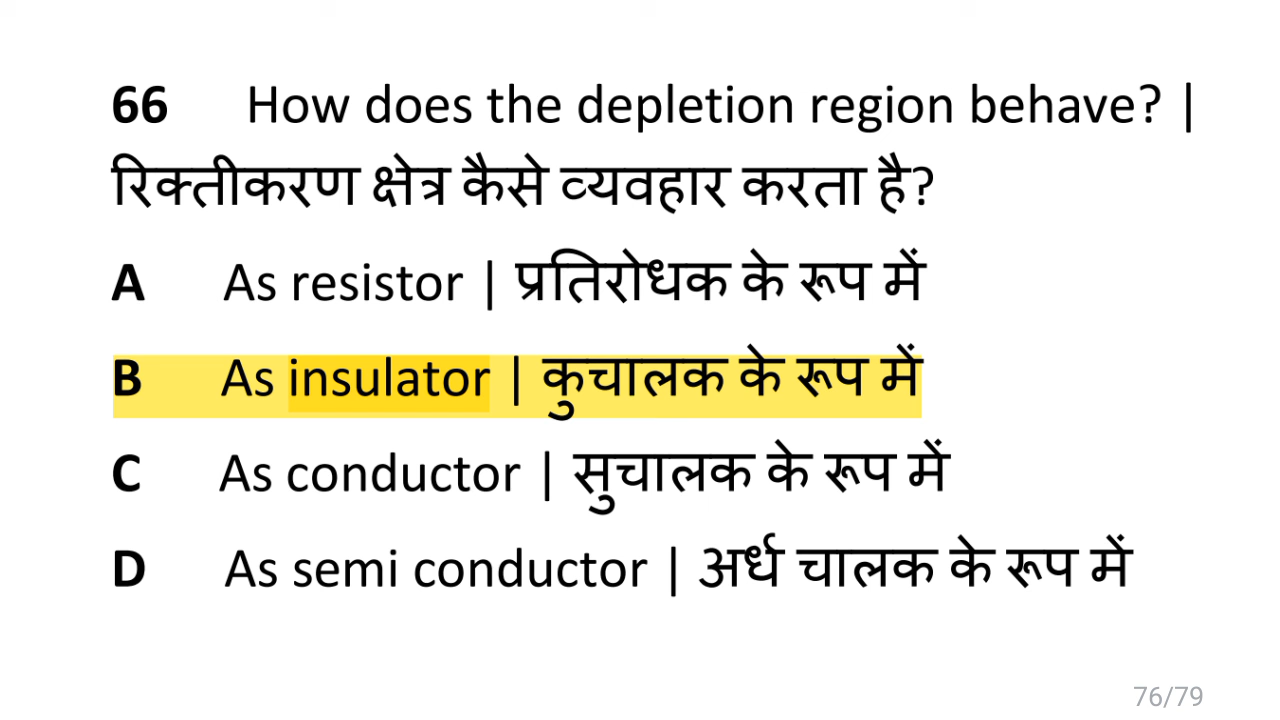 66 How does the depletion region behave? |
रिक्तीकरण क्षेत्र कैसे व्यवहार करता है?
A As resistor | प्रतिरोधक के रूप में
B As insulator | कुचालक के रूप में
C As conductor | सुचालक के रूप में
D As semi conductor | अर्ध चालक के रूप में
76/79